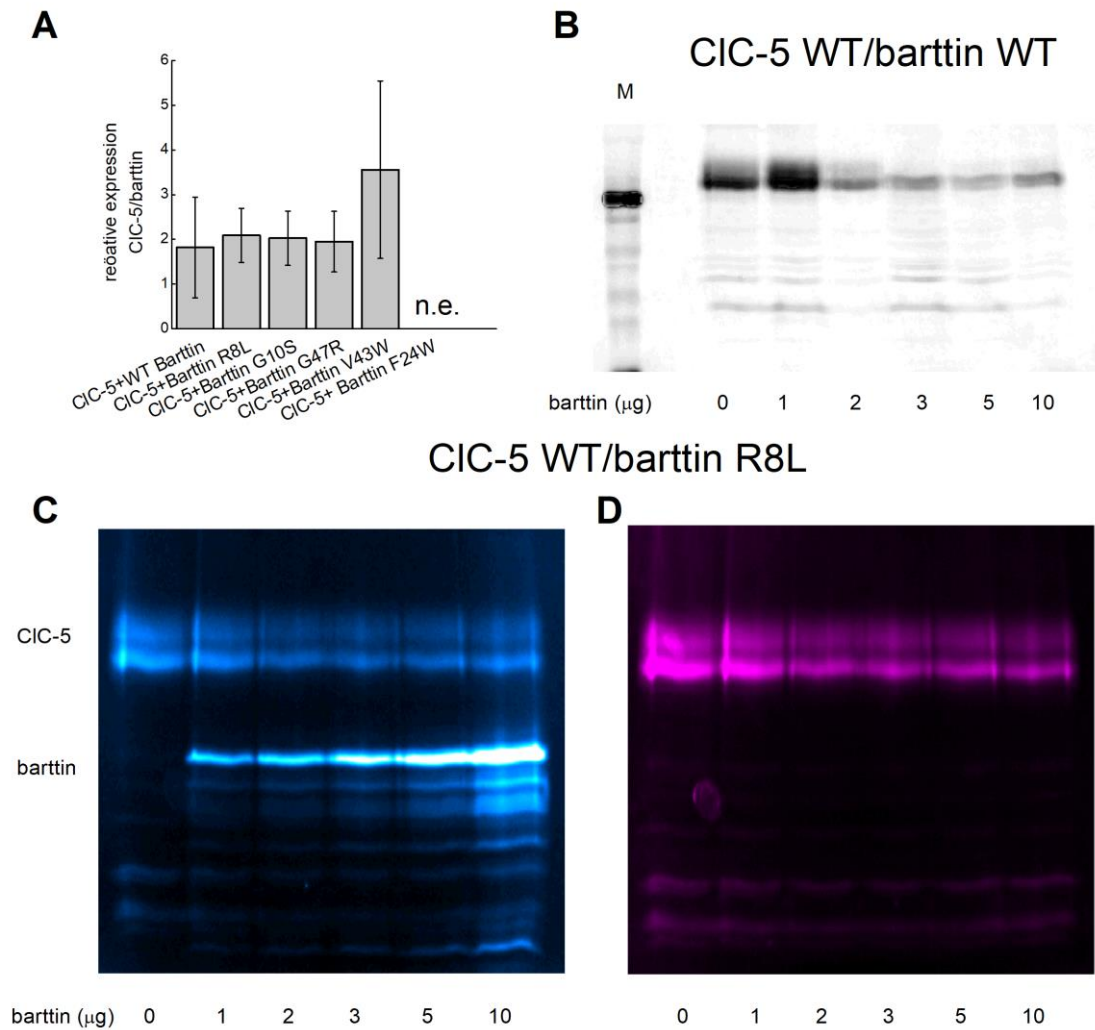 A
6
5
4
3
2
1
0
reöative expression
ClC-5/barttin
n.e.
ClC-5+WT Barttin
ClC-5+Barttin R8L
ClC-5+Barttin G10S
ClC-5+Barttin G47R
ClC-5+Barttin V43W
ClC-5+ Barttin F24W
B
ClC-5 WT/barttin WT
M
barttin (μg) 0 1 2 3 5 10
ClC-5 WT/barttin R8L
C
ClC-5
barttin
barttin (μg) 0 1 2 3 5 10
D
0 1 2 3 5 10